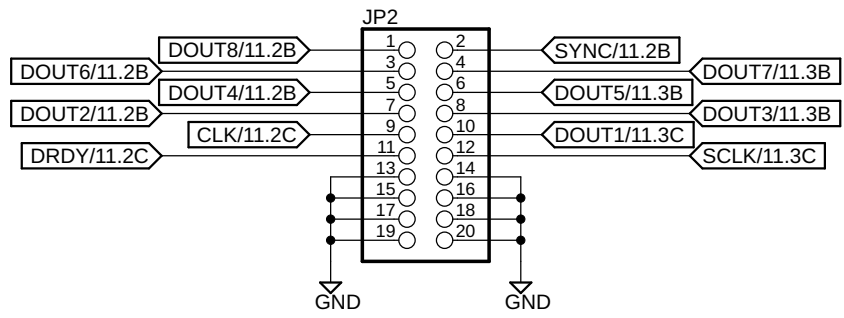 JP2
DOUT8/11.2B 1 2 SYNC/11.2B
DOUT6/11.2B 3 4 DOUT7/11.3B
DOUT4/11.2B 5 6 DOUT5/11.3B
DOUT2/11.2B 7 8 DOUT3/11.3B
CLK/11.2C 9 10 DOUT1/11.3C
DRDY/11.2C 11 12 SCLK/11.3C
13 14
15 16
17 18
19 20
GND GND